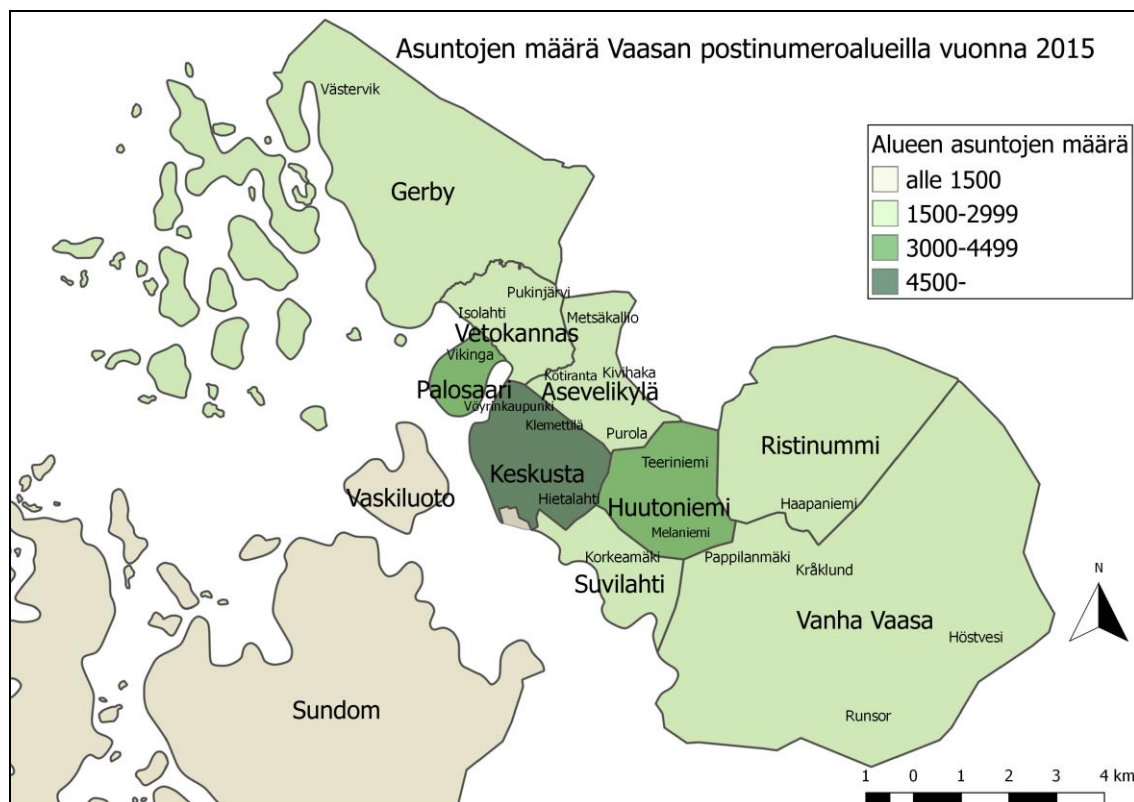 Asuntojen määrä Vaasan postinumeroalueilla vuonna 2015
Västervik
Alueen asuntojen määrä
alle 1500
1500-2999
3000-4499
4500-
Gerby
Pukinjärvi
Isolahti
Metsäkallio
Vetokannas
Vikinga
Kotiranta
Kivihaka
Palosaari
Asevelikylä
Vöyrinkaupunki
Klemettilä
Purola
Ristinummi
Teeriniemi
Keskusta
Vaskiluoto
Hietalahti
Huutoniemi
Haapaniemi
Melaniemi
Korkeamäki
Pappilanmäki
Kråklund
Suvilahti
N
Vanha Vaasa
Höstvesi
Sundom
Runsor
1 0 1 2 3 4 km